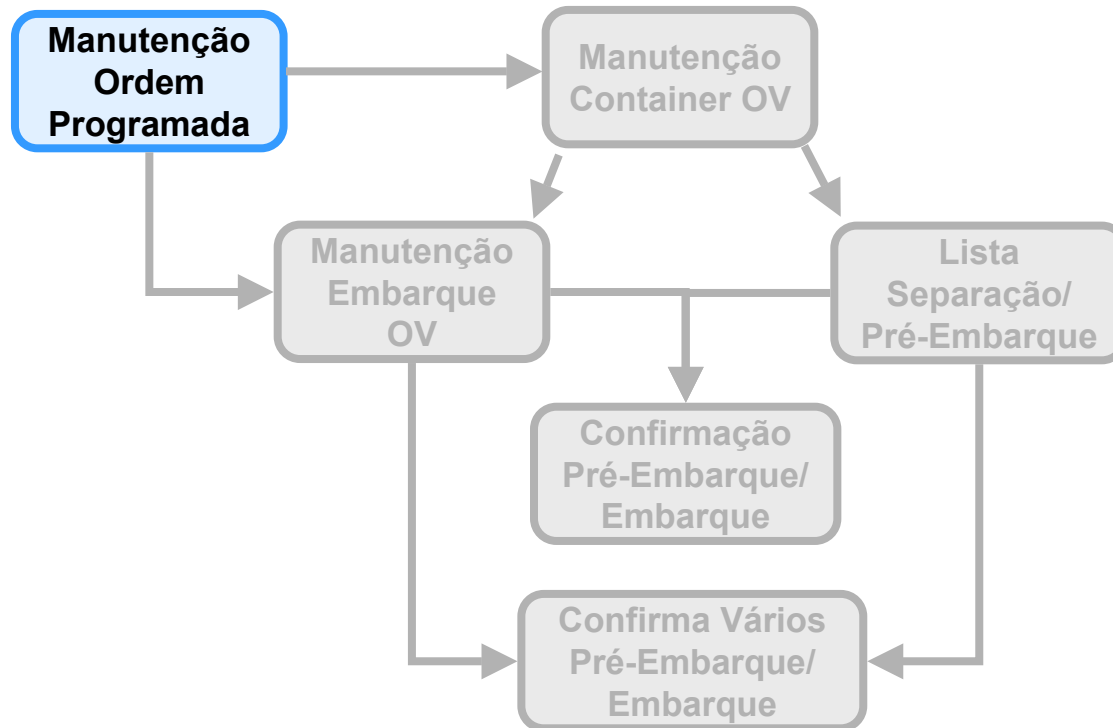 Manutenção
Ordem
Programada
Manutenção
Container OV
Manutenção
Embarque
OV
Lista
Separação/
Pré-Embarque
Confirmação
Pré-Embarque/
Embarque
Confirma Vários
Pré-Embarque/
Embarque